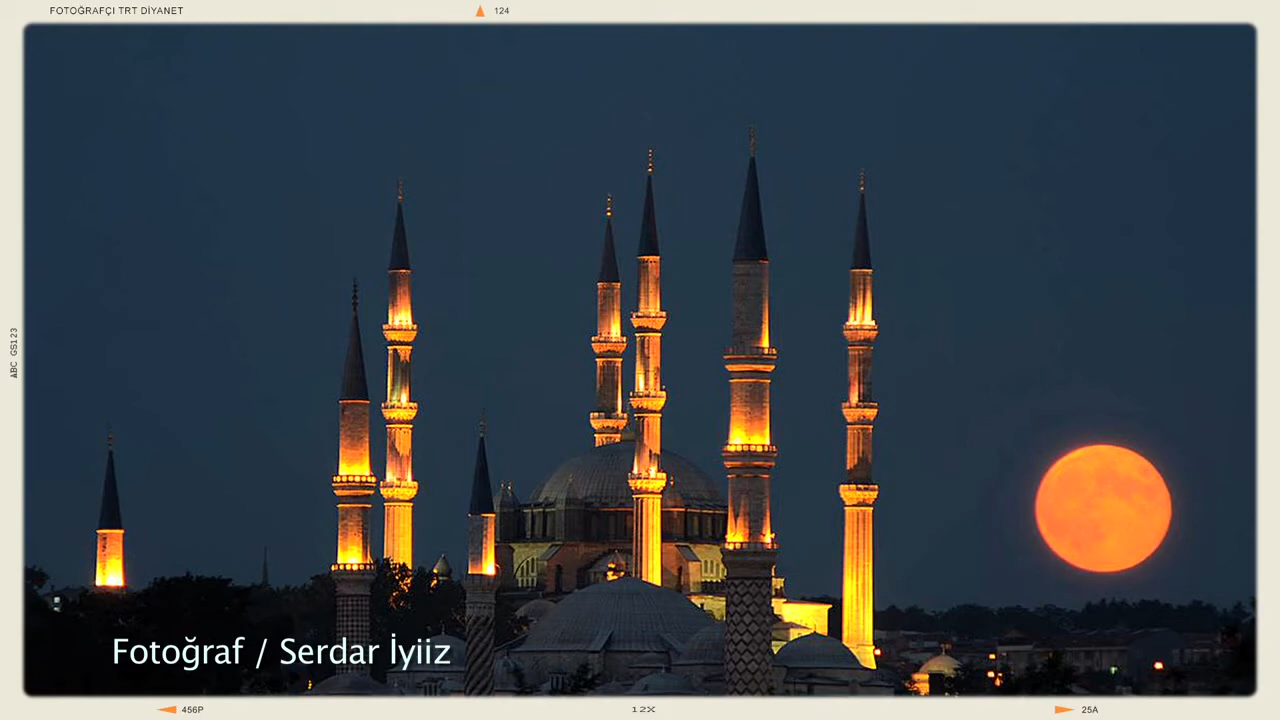 FOTOĞRAFÇI TRT DİYANET
124
ABC GS123
Fotoğraf / Serdar İyiiz
456P
12X
25A